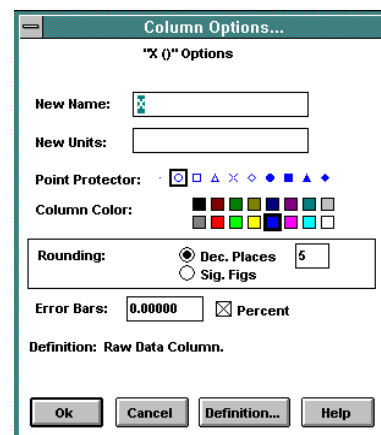 Column Options...
"X ()" Options
New Name: X
New Units:
Point Protector:
Column Color:
Rounding: Dec. Places 5
Sig. Figs
Error Bars: 0.00000 Percent
Definition: Raw Data Column.
Ok Cancel Definition... Help